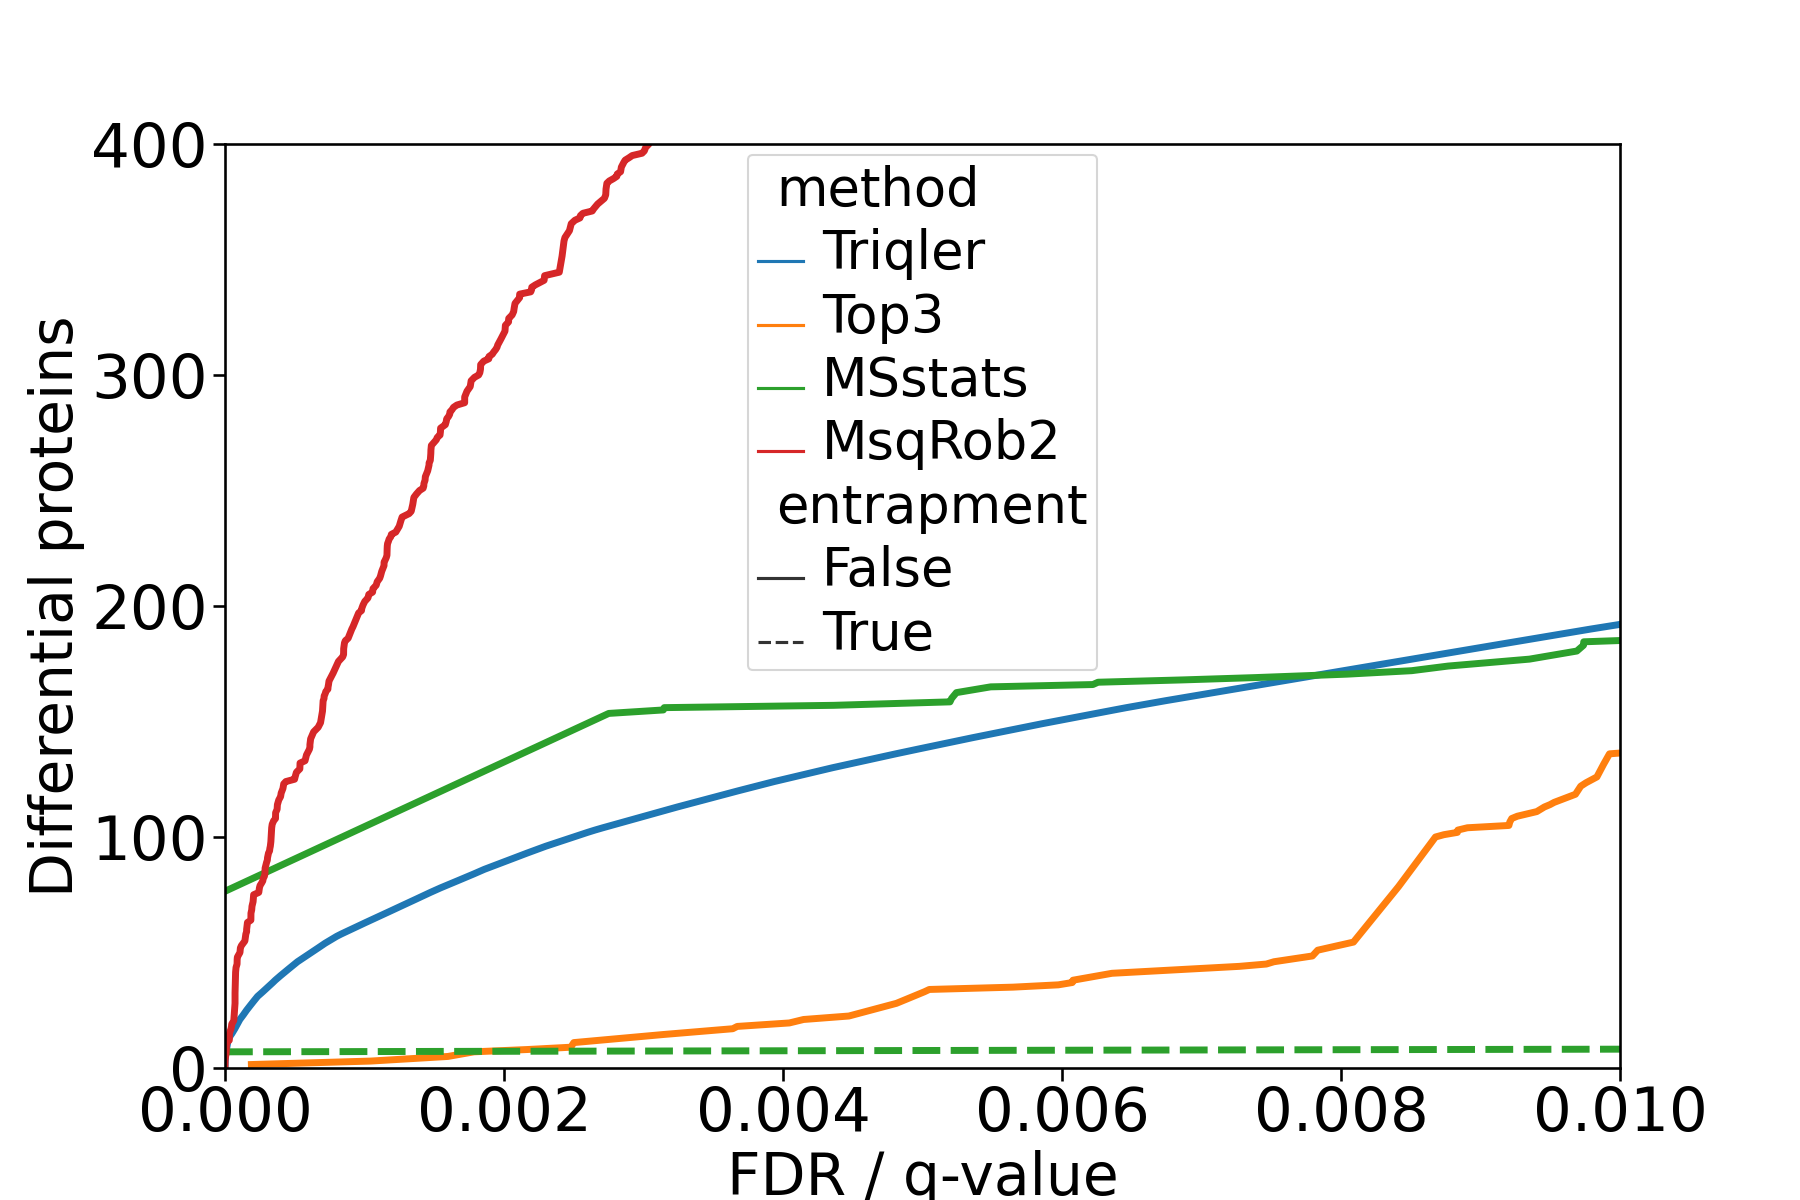 400
300
200
100
0
Differential proteins
method
Triqler
Top3
MSstats
MsqRob2
entrapment
False
True
0.000 0.002 0.004 0.006 0.008 0.010
FDR / q-value